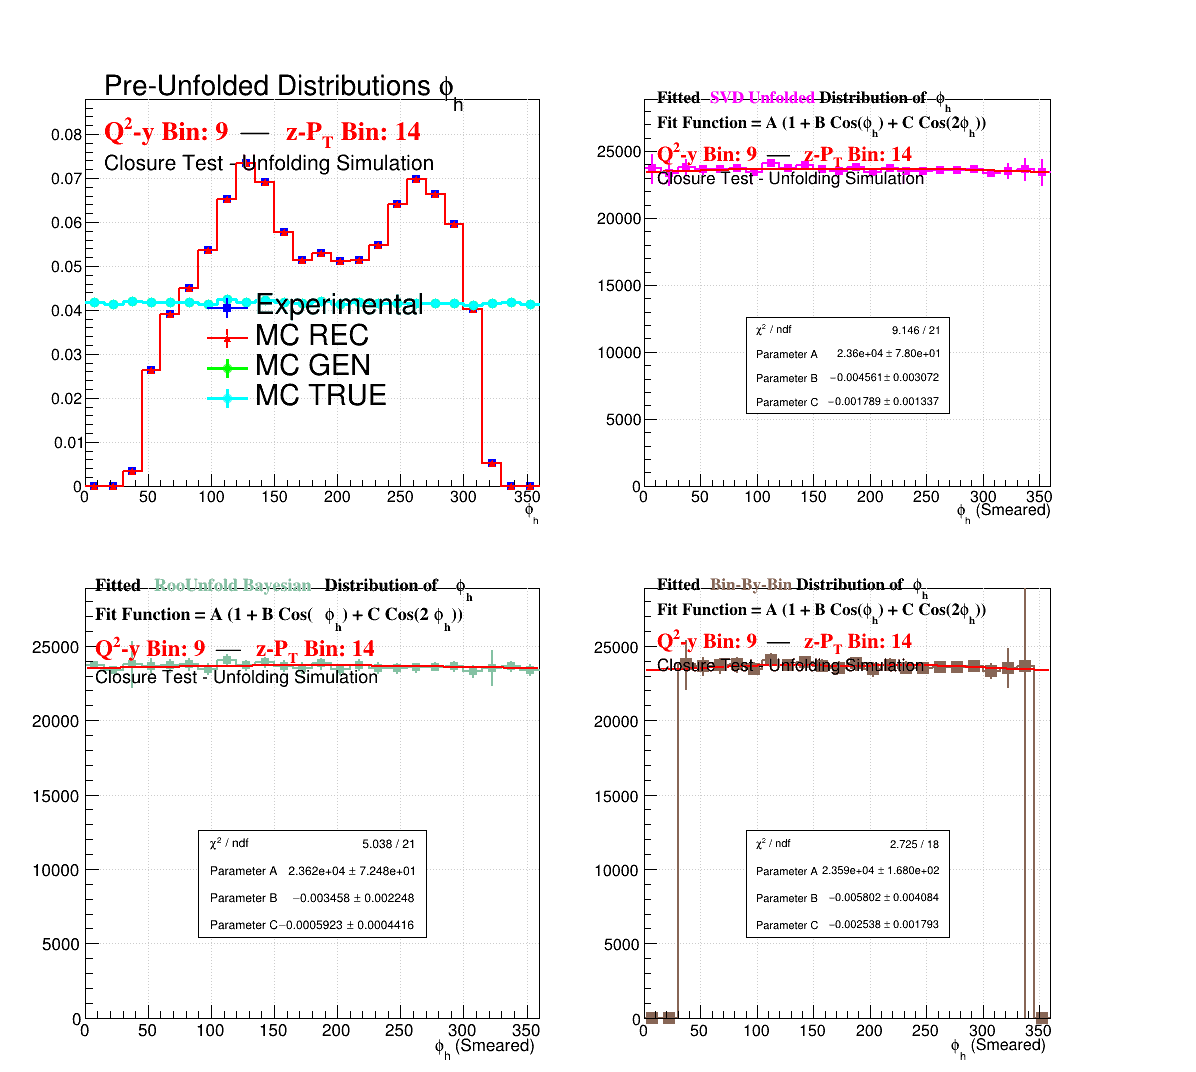 Pre-Unfolded Distributions ϕh
Q²-y Bin: 9 — z-PT Bin: 14
Closure Test - Unfolding Simulation
0.08
0.07
0.06
0.05
0.04
0.03
0.02
0.01
0
Experimental
MC REC
MC GEN
MC TRUE
0 50 100 150 200 250 300 350
ϕh
Fitted SVD Unfolded Distribution of ϕh
Fit Function = A (1 + B Cos(ϕh) + C Cos(2ϕh))
Q²-y Bin: 9 — z-PT Bin: 14
Closure Test - Unfolding Simulation
25000
20000
15000
10000
5000
0
χ² / ndf 9.146 / 21
Parameter A 2.36e+04 ± 7.80e+01
Parameter B −0.004561 ± 0.003072
Parameter C −0.001789 ± 0.001337
0 50 100 150 200 250 300 350
ϕh (Smeared)
Fitted RooUnfold Bayesian Distribution of ϕh
Fit Function = A (1 + B Cos( ϕh) + C Cos(2 ϕh))
Q²-y Bin: 9 — z-PT Bin: 14
Closure Test - Unfolding Simulation
25000
20000
15000
10000
5000
0
χ² / ndf 5.038 / 21
Parameter A 2.362e+04 ± 7.248e+01
Parameter B −0.003458 ± 0.002248
Parameter C −0.0005923 ± 0.0004416
0 50 100 150 200 250 300 350
ϕh (Smeared)
Fitted Bin-By-Bin Distribution of ϕh
Fit Function = A (1 + B Cos(ϕh) + C Cos(2ϕh))
Q²-y Bin: 9 — z-PT Bin: 14
Closure Test - Unfolding Simulation
25000
20000
15000
10000
5000
0
χ² / ndf 2.725 / 18
Parameter A 2.359e+04 ± 1.680e+02
Parameter B −0.005802 ± 0.004084
Parameter C −0.002538 ± 0.001793
0 50 100 150 200 250 300 350
ϕh (Smeared)